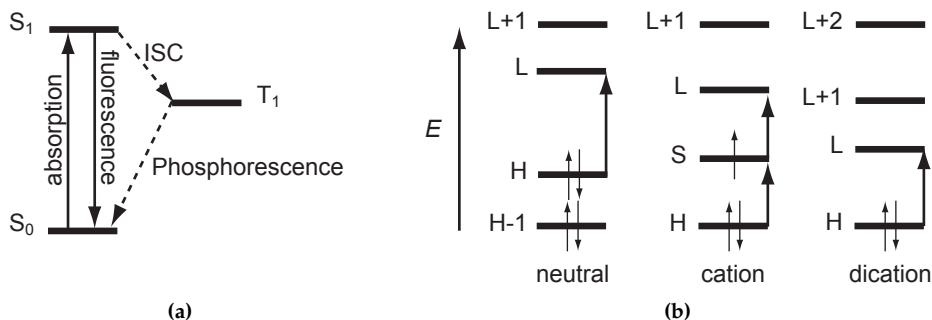 S1
ISC
absorption
fluorescence
T1
Phosphorescence
S0
(a)
E
L+1
L
H
H-1
neutral
L+1
L
S
H
cation
L+2
L+1
L
H
dication
(b)